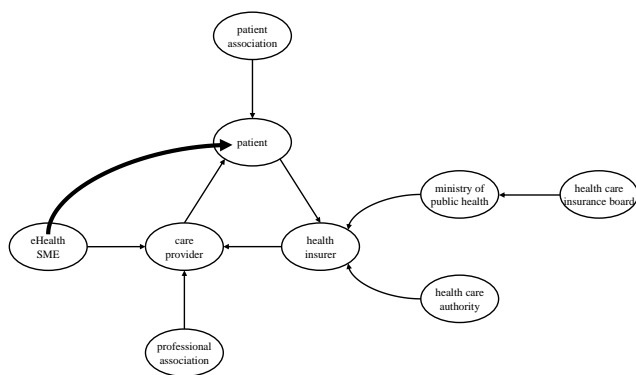 patient
association
patient
ministry of
public health
health care
insurance board
eHealth
SME
care
provider
health
insurer
health care
authority
professional
association